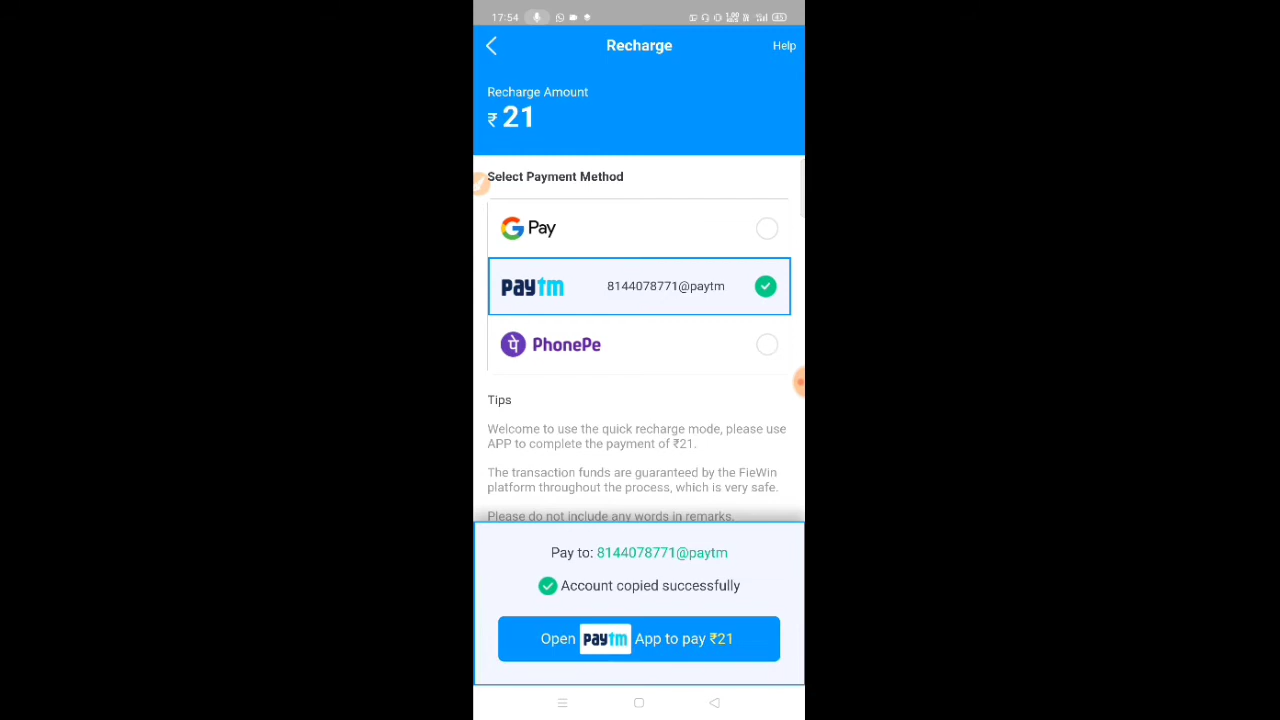 17:54
Recharge
Help
Recharge Amount
₹ 21
Select Payment Method
G Pay
paytm
8144078771@paytm
पे PhonePe
Tips
Welcome to use the quick recharge mode, please use
APP to complete the payment of ₹21.
The transaction funds are guaranteed by the FieWin
platform throughout the process, which is very safe.
Please do not include any words in remarks.
Pay to: 8144078771@paytm
Account copied successfully
Open paytm App to pay ₹21